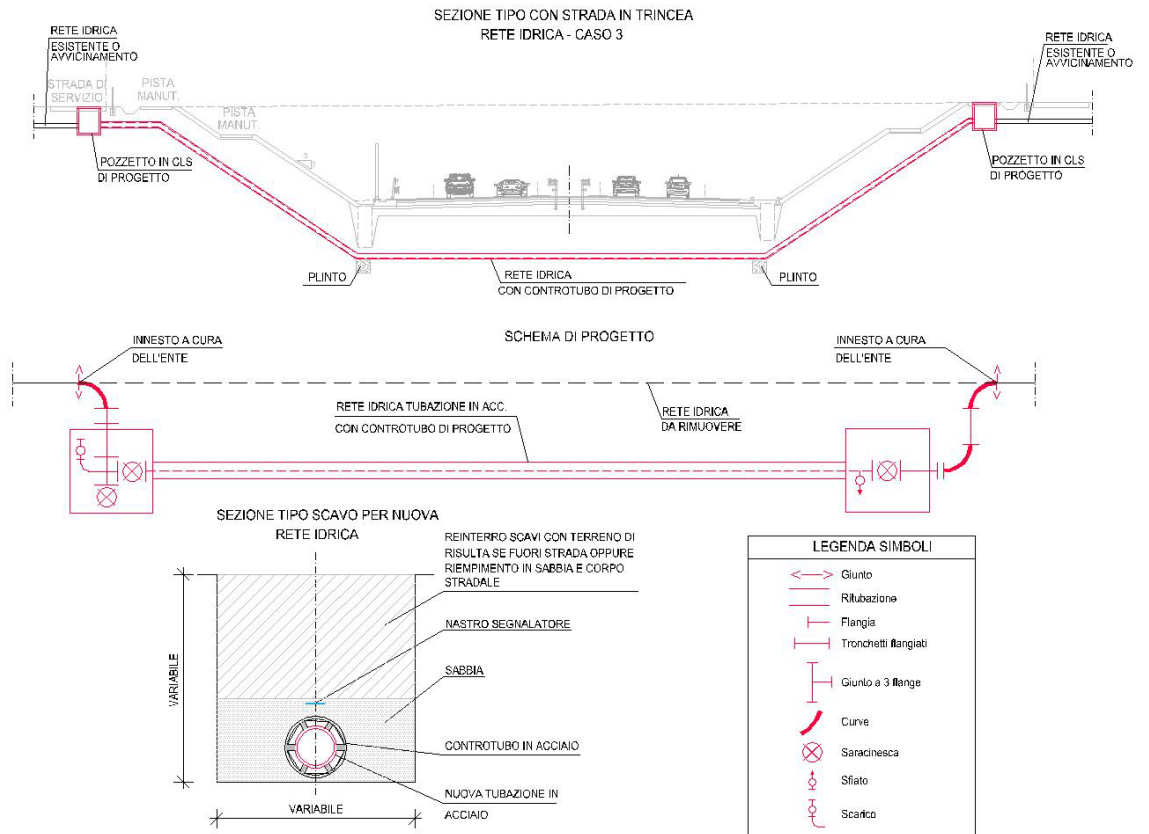 SEZIONE TIPO CON STRADA IN TRINCEA
RETE IDRICA - CASO 3
RETE IDRICA
ESISTENTE O
AVVICINAMENTO
STRADA DI
SERVIZIO
PISTA
MANUT.
PISTA
MANUT.
RETE IDRICA
ESISTENTE O
AVVICINAMENTO
POZZETTO IN CLS
DI PROGETTO
POZZETTO IN CLS
DI PROGETTO
PLINTO
RETE IDRICA
CON CONTROTUBO DI PROGETTO
PLINTO
SCHEMA DI PROGETTO
INNESTO A CURA
DELL'ENTE
INNESTO A CURA
DELL'ENTE
RETE IDRICA TUBAZIONE IN ACC.
CON CONTROTUBO DI PROGETTO
RETE IDRICA
DA RIMUOVERE
SEZIONE TIPO SCAVO PER NUOVA
RETE IDRICA
REINTERRO SCAVI CON TERRENO DI
RISULTA SE FUORI STRADA OPPURE
RIEMPIMENTO IN SABBIA E CORPO
STRADALE
NASTRO SEGNALATORE
SABBIA
CONTROTUBO IN ACCIAIO
NUOVA TUBAZIONE IN
ACCIAIO
VARIABILE
VARIABILE
LEGENDA SIMBOLI
Giunto
Ritubazione
Flangia
Tronchetti flangiati
Giunto a 3 flange
Curve
Saracinesca
Sfiato
Scarico